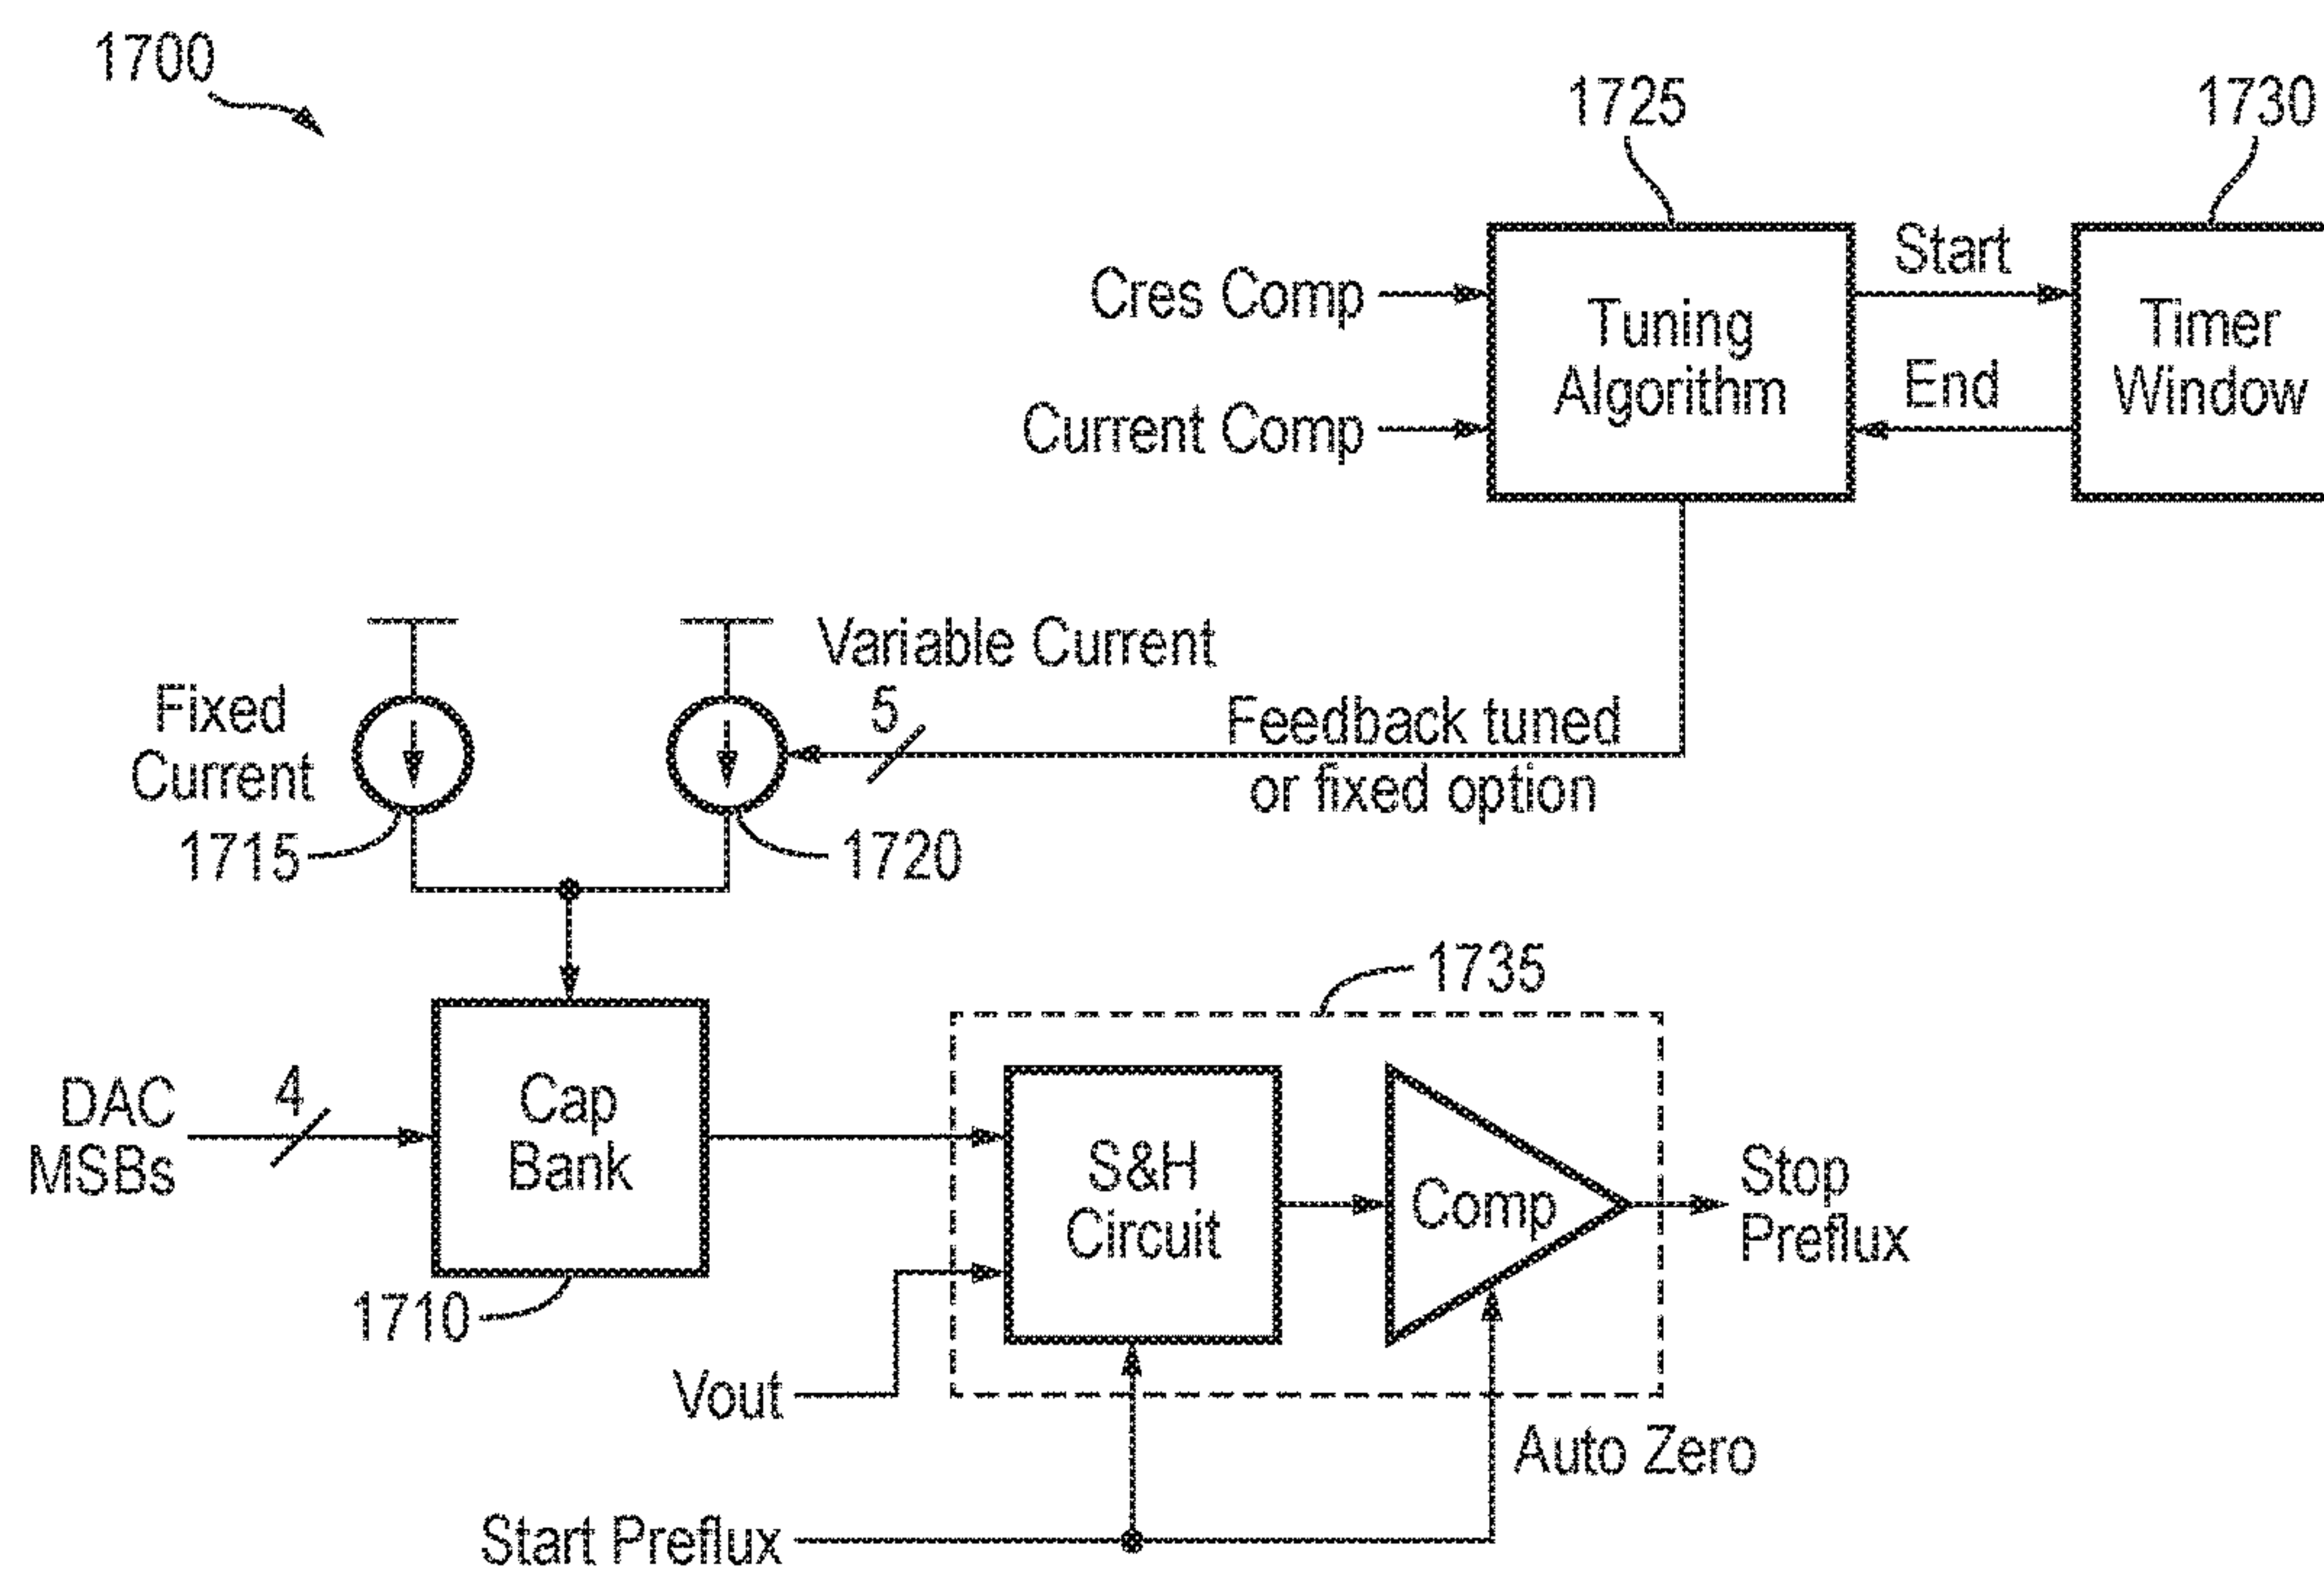 1700
1725
1730
Cres Comp
Current Comp
Tuning
Algorithm
Start
End
Timer
Window
Fixed
Current
1715
Variable Current
5
1720
Feedback tuned
or fixed option
DAC
MSBs
4
Cap
Bank
1710
1735
S&H
Circuit
Comp
Stop
Preflux
Vout
Auto Zero
Start Preflux